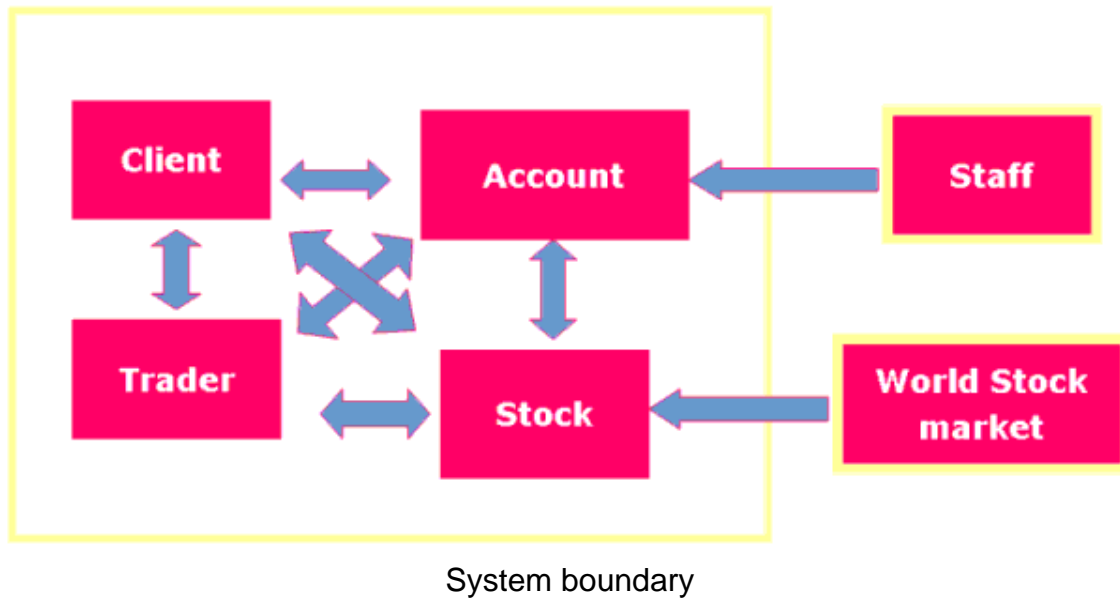 Client
Account
Staff
Trader
Stock
World Stock
market
System boundary